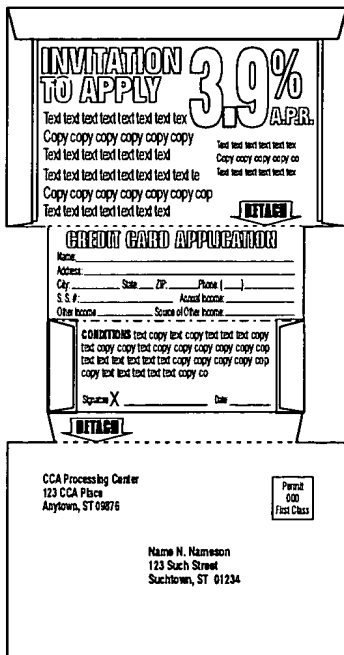 INVITATION
TO APPLY
3.9%
A.P.R.
Text text text text text text tex
Copy copy copy copy copy copy
Text text text text text text text
Text text text text text text text te
Copy copy copy copy copy copy cop
Text text text text text text text
Text text text text text tex
Copy copy copy copy copy co
Text text text text text tex
DETACH
CREDIT CARD APPLICATION
Name:
Address:
City: State ZIP: Phone ( )
S. S. #: Annual Income:
Other Income Source of Other Income:
CONDITIONS text copy text copy text text text copy
text copy copy text copy copy copy copy copy cop
text text text text text text copy copy copy copy cop
copy text text text text text copy co
Signature X Date
DETACH
CCA Processing Center
123 CCA Place
Anytown, ST 09876
Permit
000
First Class
Name N. Nameson
123 Such Street
Suchtown, ST 01234